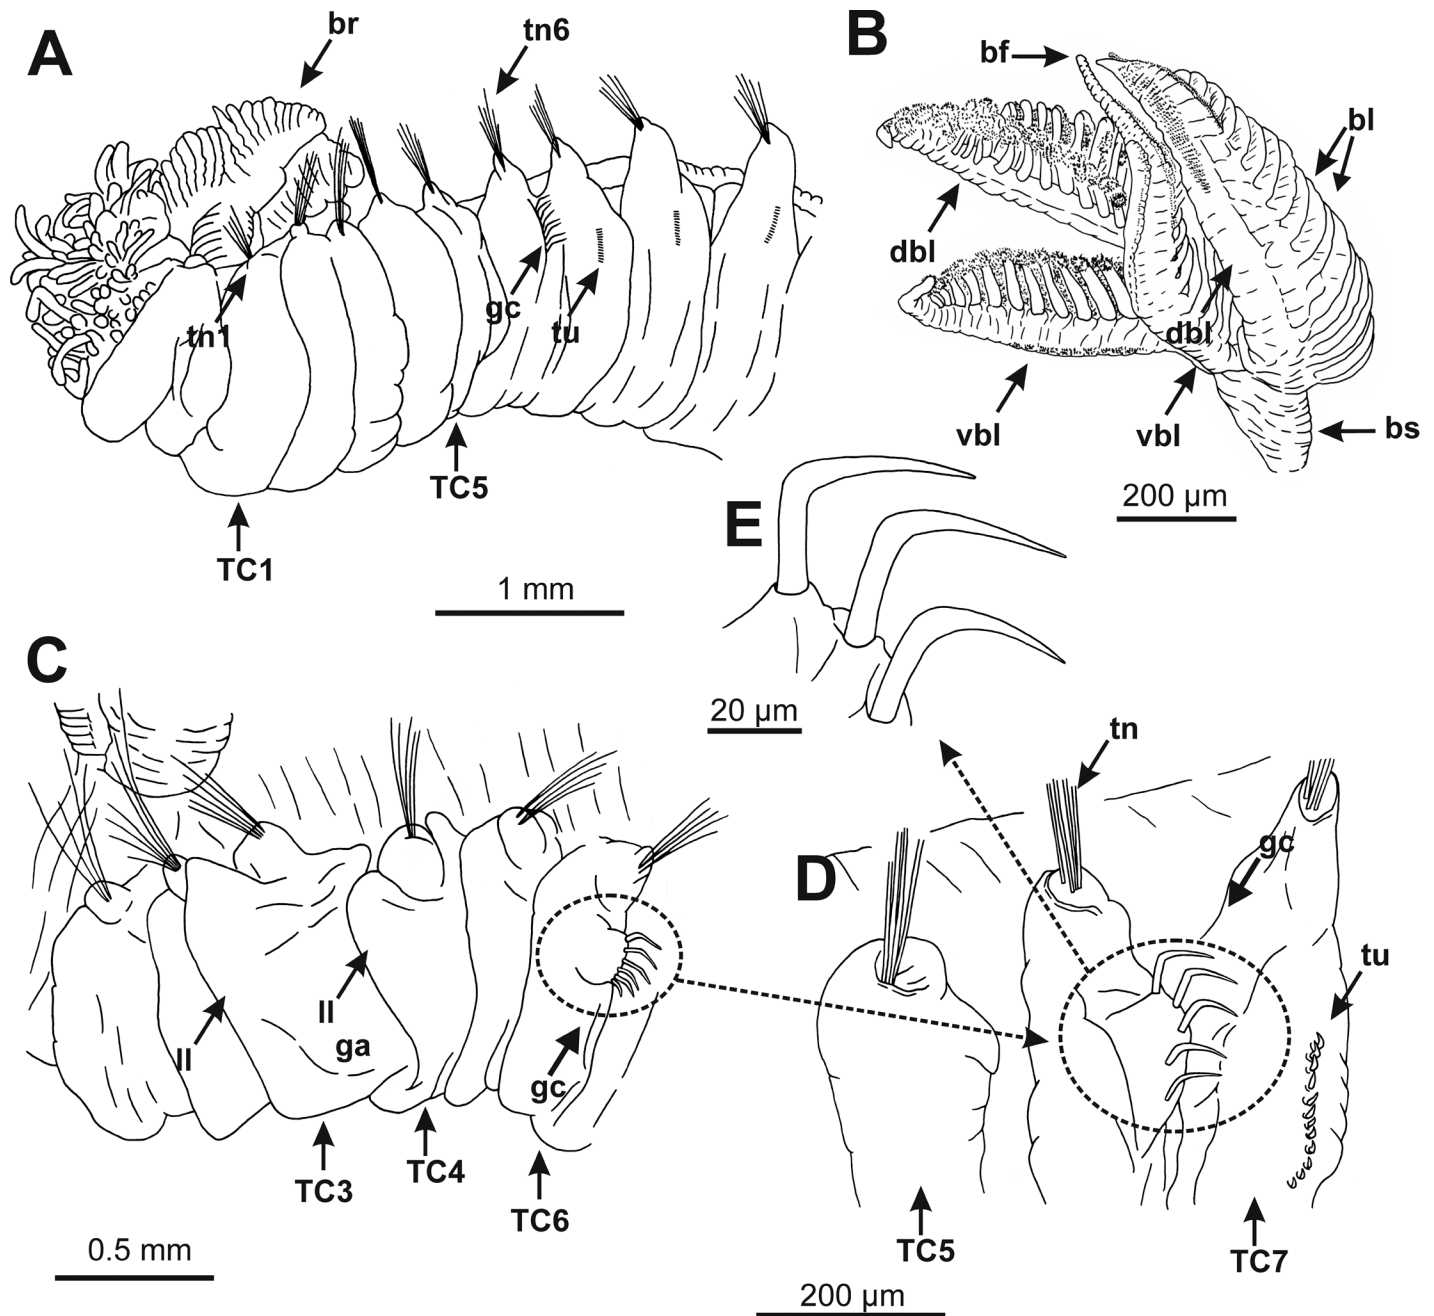 A
br
tn6
tn1
gc
tu
TC5
TC1
1 mm
B
bf
bl
dbl
dbl
vbl
vbl
bs
200 µm
E
20 µm
C
ll
ll
ga
gc
TC3
TC4
TC6
0.5 mm
D
tn
gc
tu
TC5
TC7
200 µm